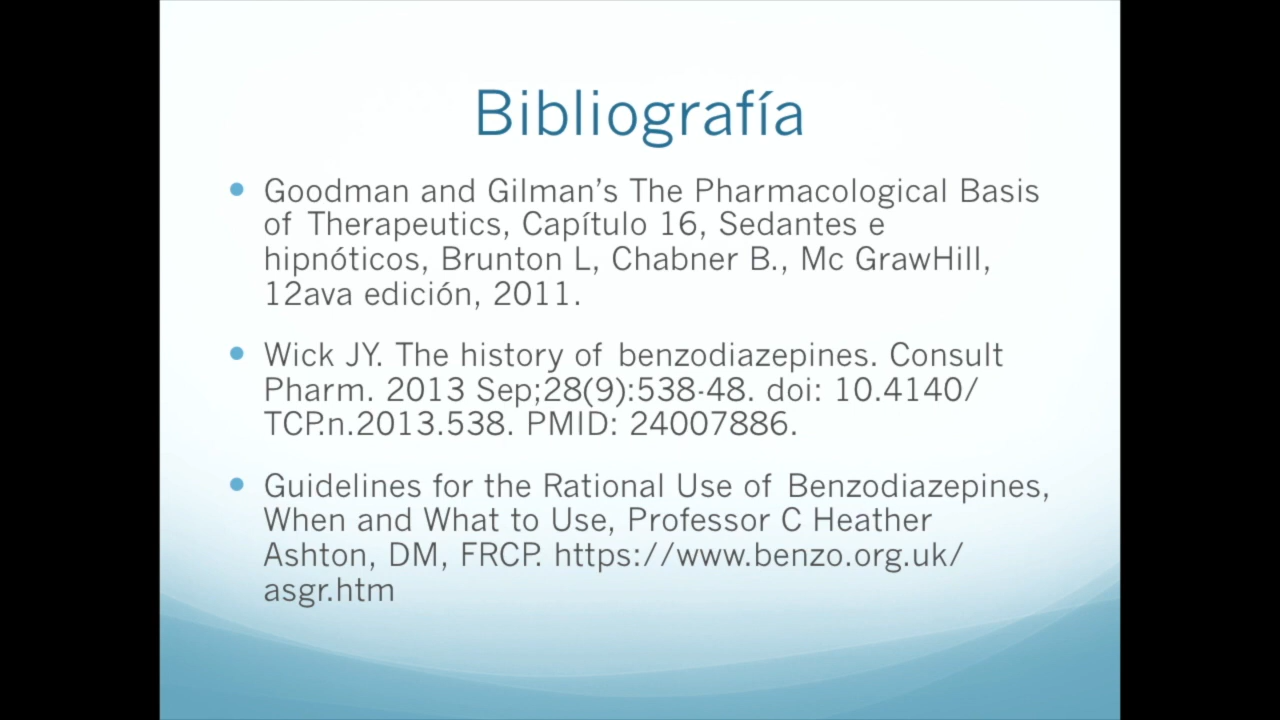 Bibliografía
• Goodman and Gilman’s The Pharmacological Basis
of Therapeutics, Capítulo 16, Sedantes e
hipnóticos, Brunton L, Chabner B., Mc GrawHill,
12ava edición, 2011.
• Wick JY. The history of benzodiazepines. Consult
Pharm. 2013 Sep;28(9):538-48. doi: 10.4140/
TCP.n.2013.538. PMID: 24007886.
• Guidelines for the Rational Use of Benzodiazepines,
When and What to Use, Professor C Heather
Ashton, DM, FRCP. https://www.benzo.org.uk/
asgr.htm